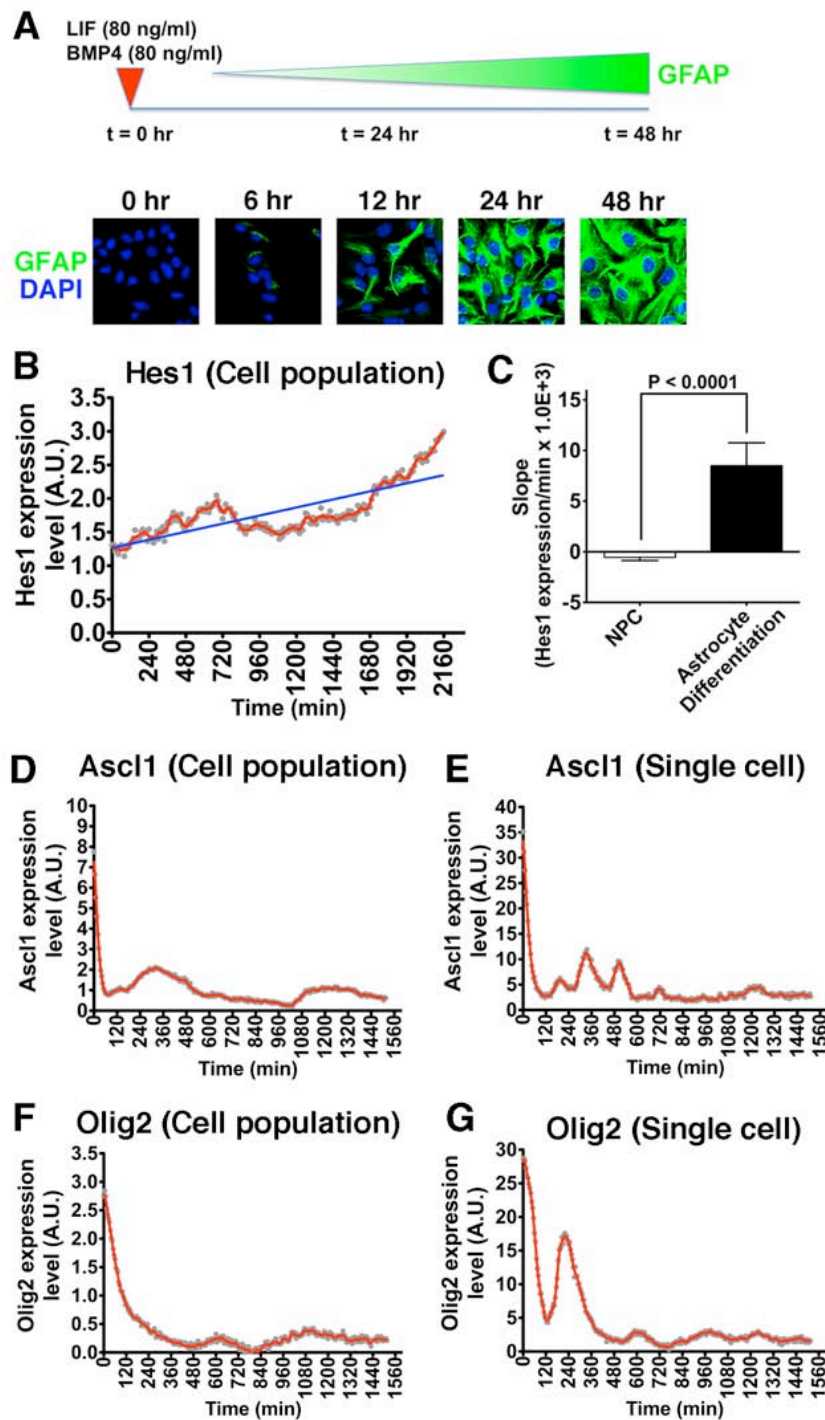 A
LIF (80 ng/ml)
BMP4 (80 ng/ml)
GFAP
t = 0 hr
t = 24 hr
t = 48 hr
0 hr
6 hr
12 hr
24 hr
48 hr
GFAP
DAPI
B
Hes1 (Cell population)
Hes1 expression
level (A.U.)
3.5
3.0
2.5
2.0
1.5
1.0
0.5
0.0
0
240
480
720
960
1200
1440
1680
1920
2160
Time (min)
C
P < 0.0001
Slope
(Hes1 expression/min x 1.0E+3)
15
10
5
0
-5
NPC
Astrocyte
Differentiation
D
Ascl1 (Cell population)
Ascl1 expression
level (A.U.)
10
9
8
7
6
5
4
3
2
1
0
0
120
240
360
480
600
720
840
960
1080
1200
1320
1440
1560
Time (min)
E
Ascl1 (Single cell)
Ascl1 expression
level (A.U.)
40
35
30
25
20
15
10
5
0
0
120
240
360
480
600
720
840
960
1080
1200
1320
1440
1560
Time (min)
F
Olig2 (Cell population)
Olig2 expression
level (A.U.)
3.5
3.0
2.5
2.0
1.5
1.0
0.5
0.0
0
120
240
360
480
600
720
840
960
1080
1200
1320
1440
1560
Time (min)
G
Olig2 (Single cell)
Olig2 expression
level (A.U.)
30
25
20
15
10
5
0
0
120
240
360
480
600
720
840
960
1080
1200
1320
1440
1560
Time (min)